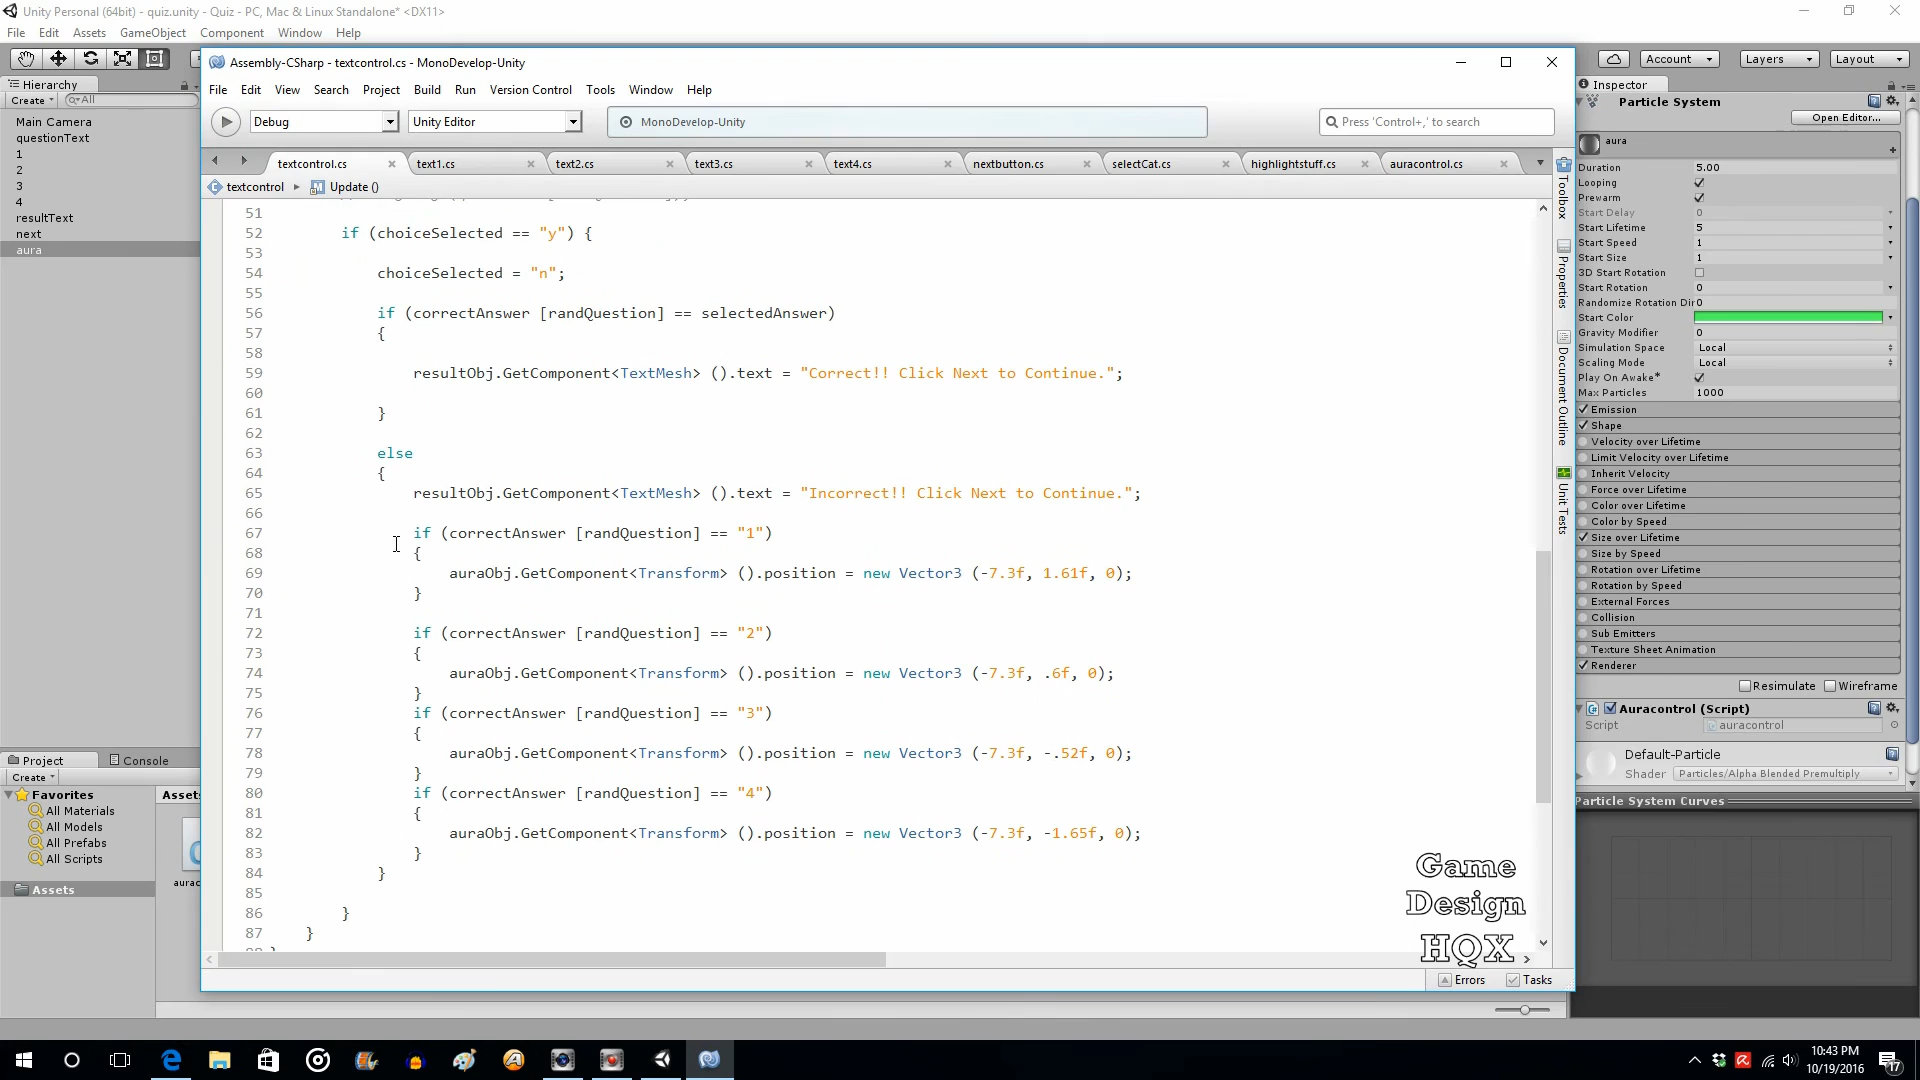 Unity Personal (64bit) - quiz.unity - Quiz - PC, Mac & Linux Standalone* <DX11>
File Edit Assets GameObject Component Window Help
Account Layers Layout
Hierarchy
Create All
Main Camera
questionText
1
2
3
4
resultText
next
aura
Assembly-CSharp - textcontrol.cs - MonoDevelop-Unity
File Edit View Search Project Build Run Version Control Tools Window Help
Debug Unity Editor MonoDevelop-Unity Press 'Control+,' to search
textcontrol.cs text1.cs text2.cs text3.cs text4.cs nextbutton.cs selectCat.cs highlightstuff.cs auracontrol.cs
textcontrol Update ()
51
52 if (choiceSelected == "y") {
53
54 choiceSelected = "n";
55
56 if (correctAnswer [randQuestion] == selectedAnswer)
57 {
58
59 resultObj.GetComponent<TextMesh> ().text = "Correct!! Click Next to Continue.";
60
61 }
62
63 else
64 {
65 resultObj.GetComponent<TextMesh> ().text = "Incorrect!! Click Next to Continue.";
66
67 if (correctAnswer [randQuestion] == "1")
68 {
69 auraObj.GetComponent<Transform> ().position = new Vector3 (-7.3f, 1.61f, 0);
70 }
71
72 if (correctAnswer [randQuestion] == "2")
73 {
74 auraObj.GetComponent<Transform> ().position = new Vector3 (-7.3f, .6f, 0);
75 }
76 if (correctAnswer [randQuestion] == "3")
77 {
78 auraObj.GetComponent<Transform> ().position = new Vector3 (-7.3f, -.52f, 0);
79 }
80 if (correctAnswer [randQuestion] == "4")
81 {
82 auraObj.GetComponent<Transform> ().position = new Vector3 (-7.3f, -1.65f, 0);
83 }
84 }
85
86 }
87 }
Toolbox
Properties
Document Outline
Unit Tests
Errors Tasks
Game
Design
HQX
Inspector
Particle System
Open Editor...
aura
Duration 5.00
Looping
Prewarm
Start Delay 0
Start Lifetime 5
Start Speed 1
Start Size 1
3D Start Rotation
Start Rotation 0
Randomize Rotation Dir 0
Start Color
Gravity Modifier 0
Simulation Space Local
Scaling Mode Local
Play On Awake*
Max Particles 1000
Emission
Shape
Velocity over Lifetime
Limit Velocity over Lifetime
Inherit Velocity
Force over Lifetime
Color over Lifetime
Color by Speed
Size over Lifetime
Size by Speed
Rotation over Lifetime
Rotation by Speed
External Forces
Collision
Sub Emitters
Texture Sheet Animation
Renderer
Resimulate Wireframe
Auracontrol (Script)
Script auracontrol
Default-Particle
Shader Particles/Alpha Blended Premultiply
Particle System Curves
Project Console
Create
Favorites
All Materials
All Models
All Prefabs
All Scripts
Assets
Assets
aurac
10:43 PM
10/19/2016
17